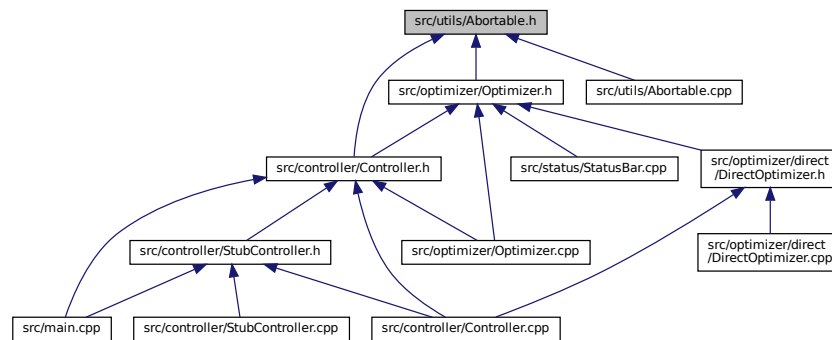 src/utils/Abortable.h
src/optimizer/Optimizer.h
src/utils/Abortable.cpp
src/controller/Controller.h
src/status/StatusBar.cpp
src/optimizer/direct
/DirectOptimizer.h
src/controller/StubController.h
src/optimizer/Optimizer.cpp
src/optimizer/direct
/DirectOptimizer.cpp
src/main.cpp
src/controller/StubController.cpp
src/controller/Controller.cpp